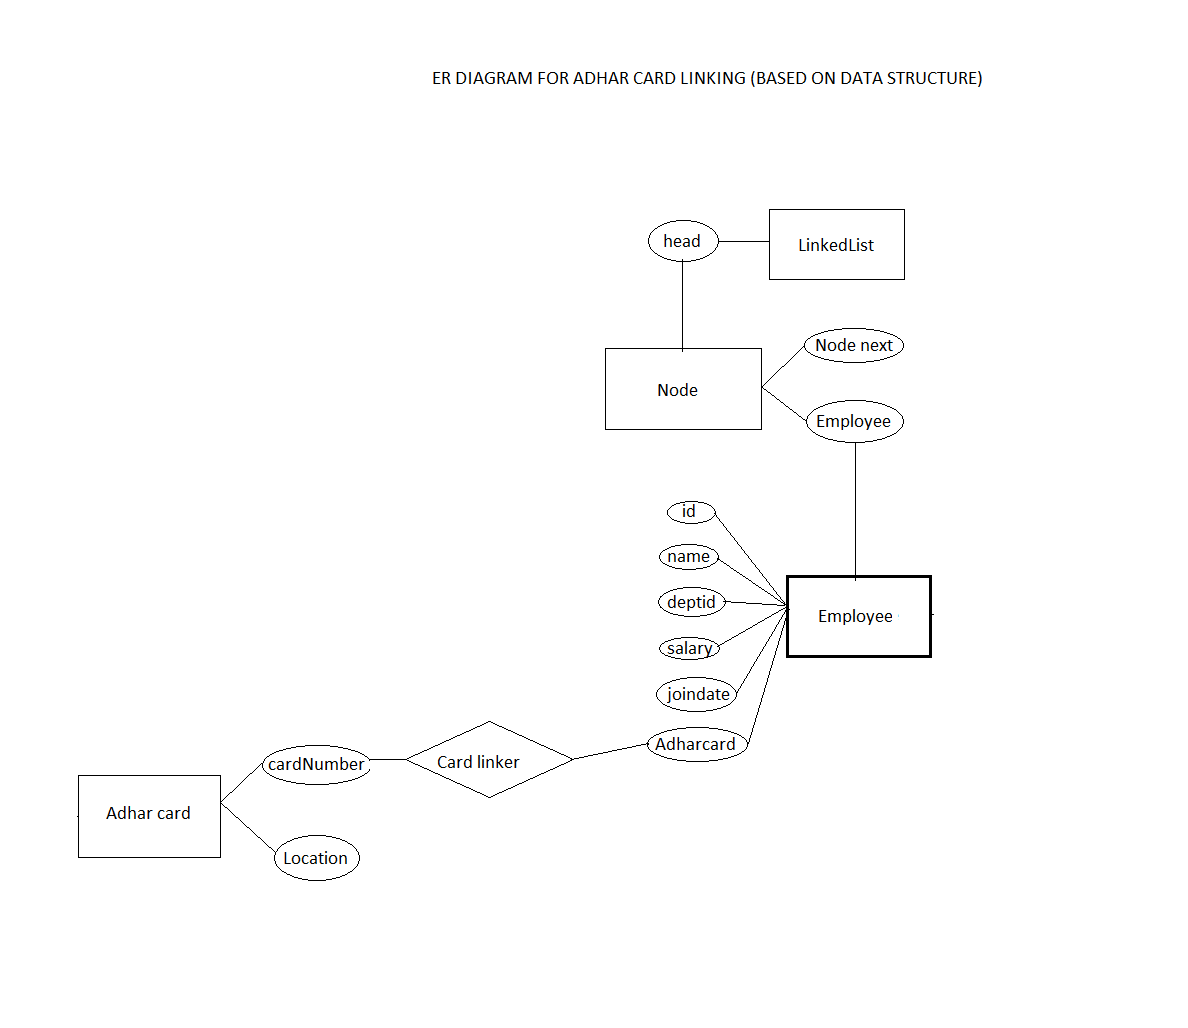 ER DIAGRAM FOR ADHAR CARD LINKING (BASED ON DATA STRUCTURE)
head
LinkedList
Node next
Node
Employee
id
name
deptid
Employee
salary
joindate
Adharcard
cardNumber
Card linker
Adhar card
Location